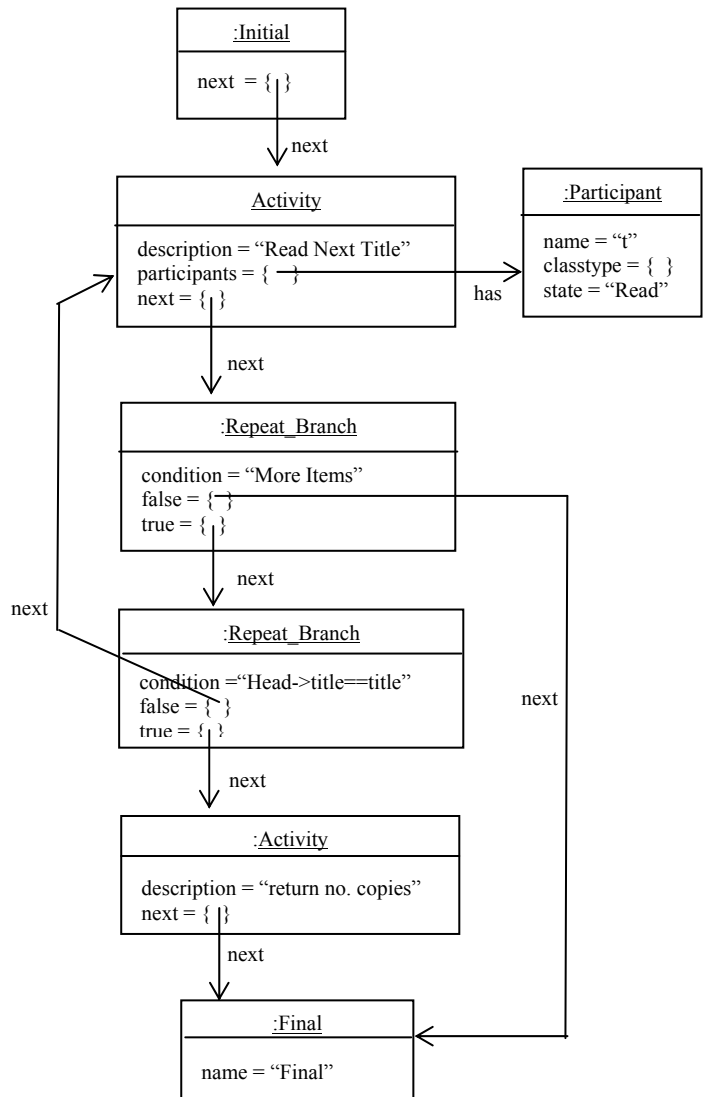 :Initial
next = { }
next
Activity
description = “Read Next Title”
participants = { }
next = { }
:Participant
name = “t”
classtype = { }
state = “Read”
has
next
:Repeat_Branch
condition = “More Items”
false = { }
true = { }
next
next
:Repeat_Branch
condition =“Head->title==title”
false = { }
true = { }
next
next
:Activity
description = “return no. copies”
next = { }
next
:Final
name = “Final”